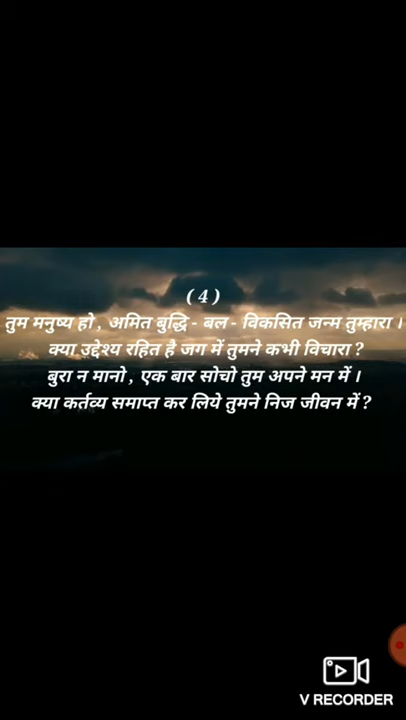 ( 4 )
तुम मनुष्य हो , अमित बुद्धि - बल - विकसित जन्म तुम्हारा ।
क्या उद्देश्य रहित है जग में तुमने कभी विचारा ?
बुरा न मानो , एक बार सोचो तुम अपने मन में ।
क्या कर्तव्य समाप्त कर लिये तुमने निज जीवन में ?
V RECORDER